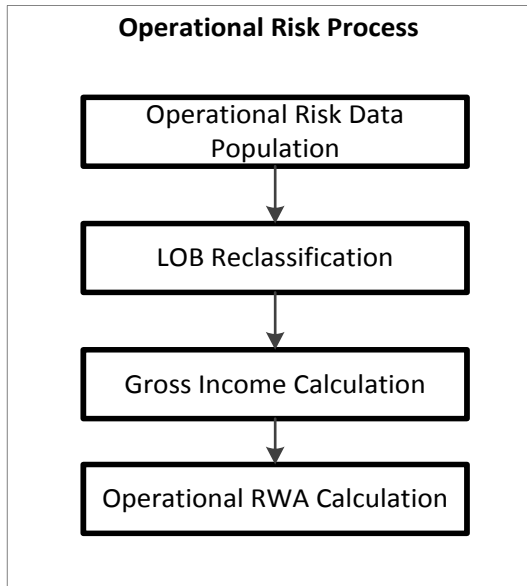 Operational Risk Process
Operational Risk Data
Population
LOB Reclassification
Gross Income Calculation
Operational RWA Calculation